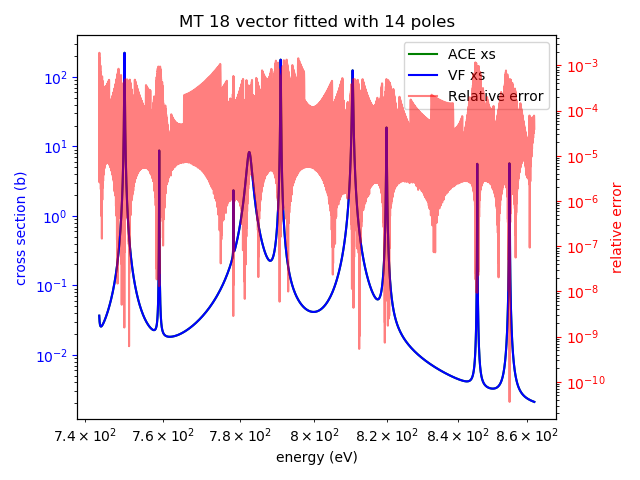 MT 18 vector fitted with 14 poles
ACE xs
VF xs
Relative error
cross section (b)
10²
10¹
10⁰
10⁻¹
10⁻²
10⁻³
10⁻⁴
10⁻⁵
10⁻⁶
10⁻⁷
10⁻⁸
10⁻⁹
10⁻¹⁰
relative error
7.4 × 10² 7.6 × 10² 7.8 × 10² 8 × 10² 8.2 × 10² 8.4 × 10² 8.6 × 10²
energy (eV)